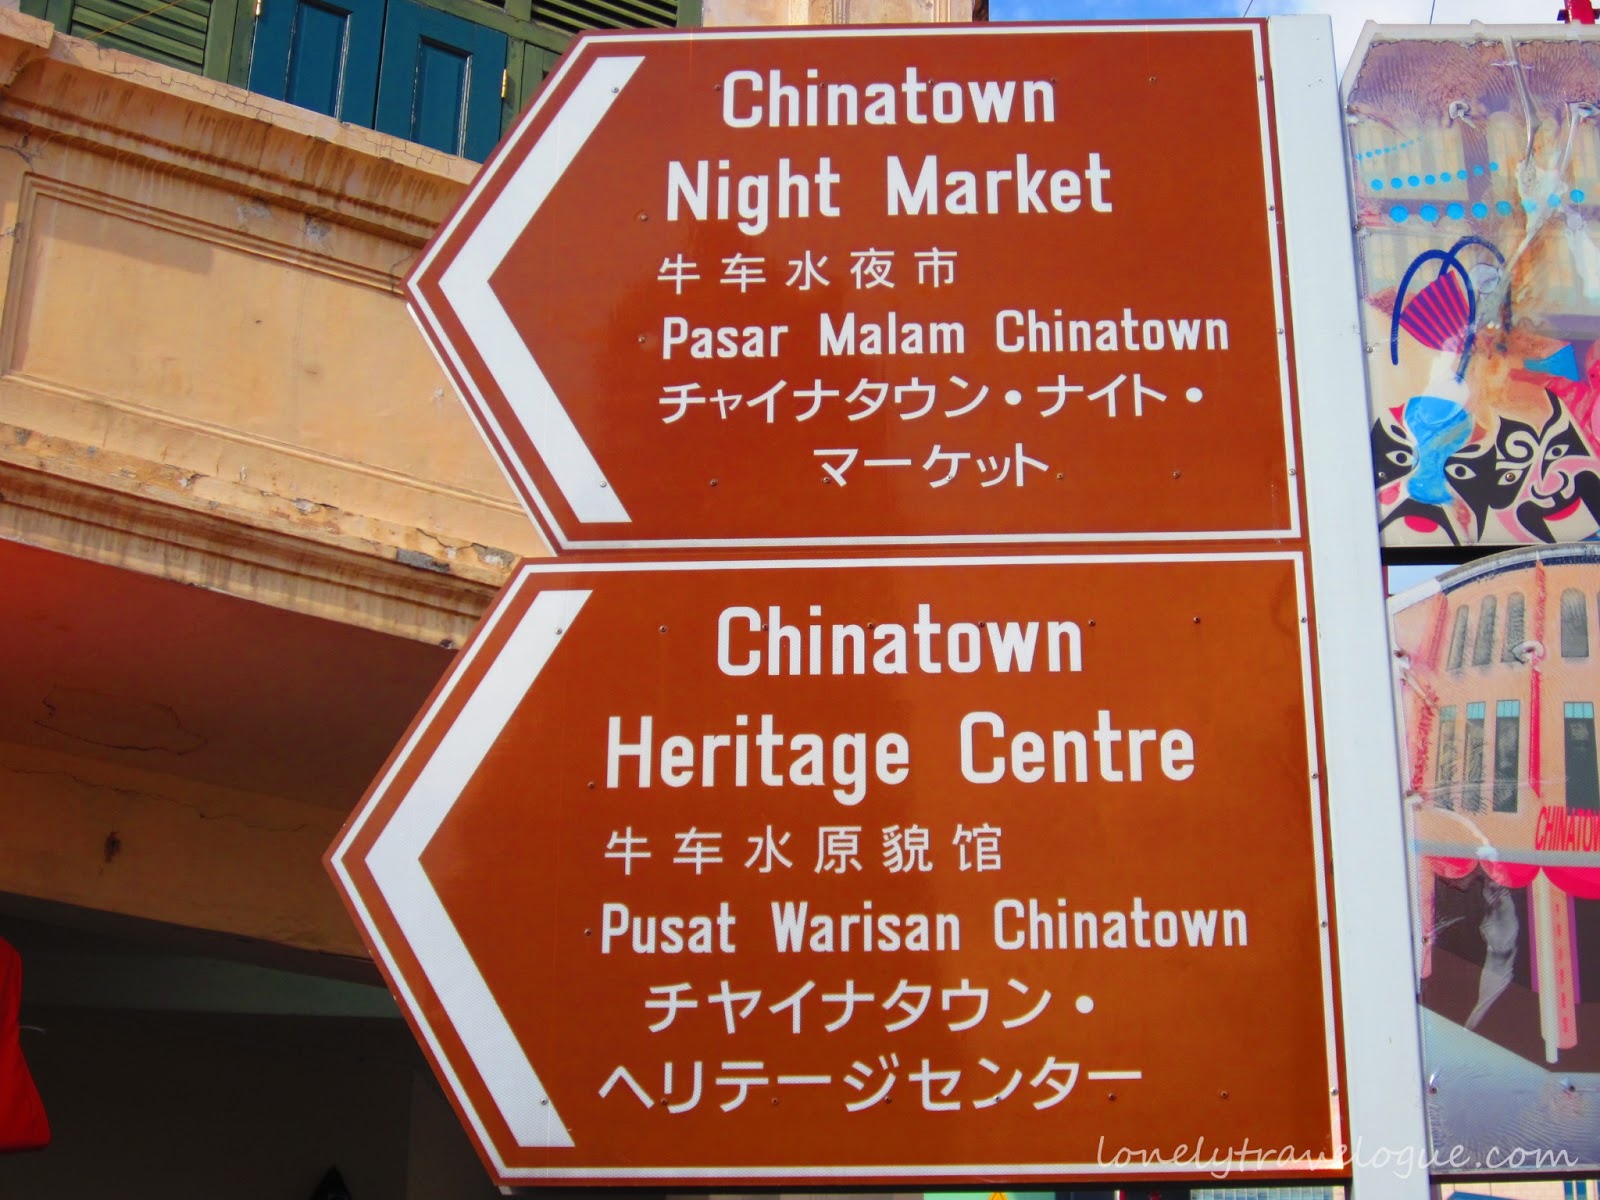 Chinatown
Night Market
牛车水夜市
Pasar Malam Chinatown
チャイナタウン・ナイト・
マーケット
Chinatown
Heritage Centre
牛车水原貌馆
Pusat Warisan Chinatown
チヤイナタウン・
ヘリテージセンター
lonelytravelogue.com